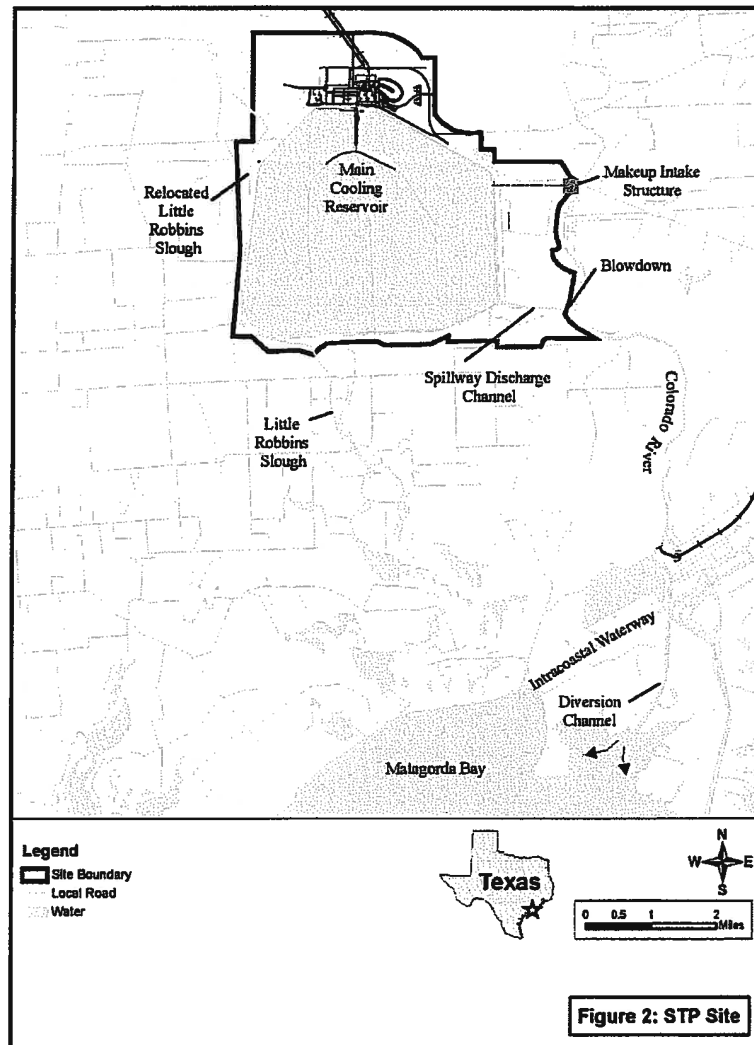 Relocated
Little
Robbins
Slough
Main
Cooling
Reservoir
Makeup Intake
Structure
Blowdown
Spillway Discharge
Channel
Little
Robbins
Slough
Colorado River
Intracoastal Waterway
Diversion
Channel
Matagorda Bay
Legend
Site Boundary
Local Road
Water
Texas
N
W E
S
0 0.5 1 2
Miles
Figure 2: STP Site